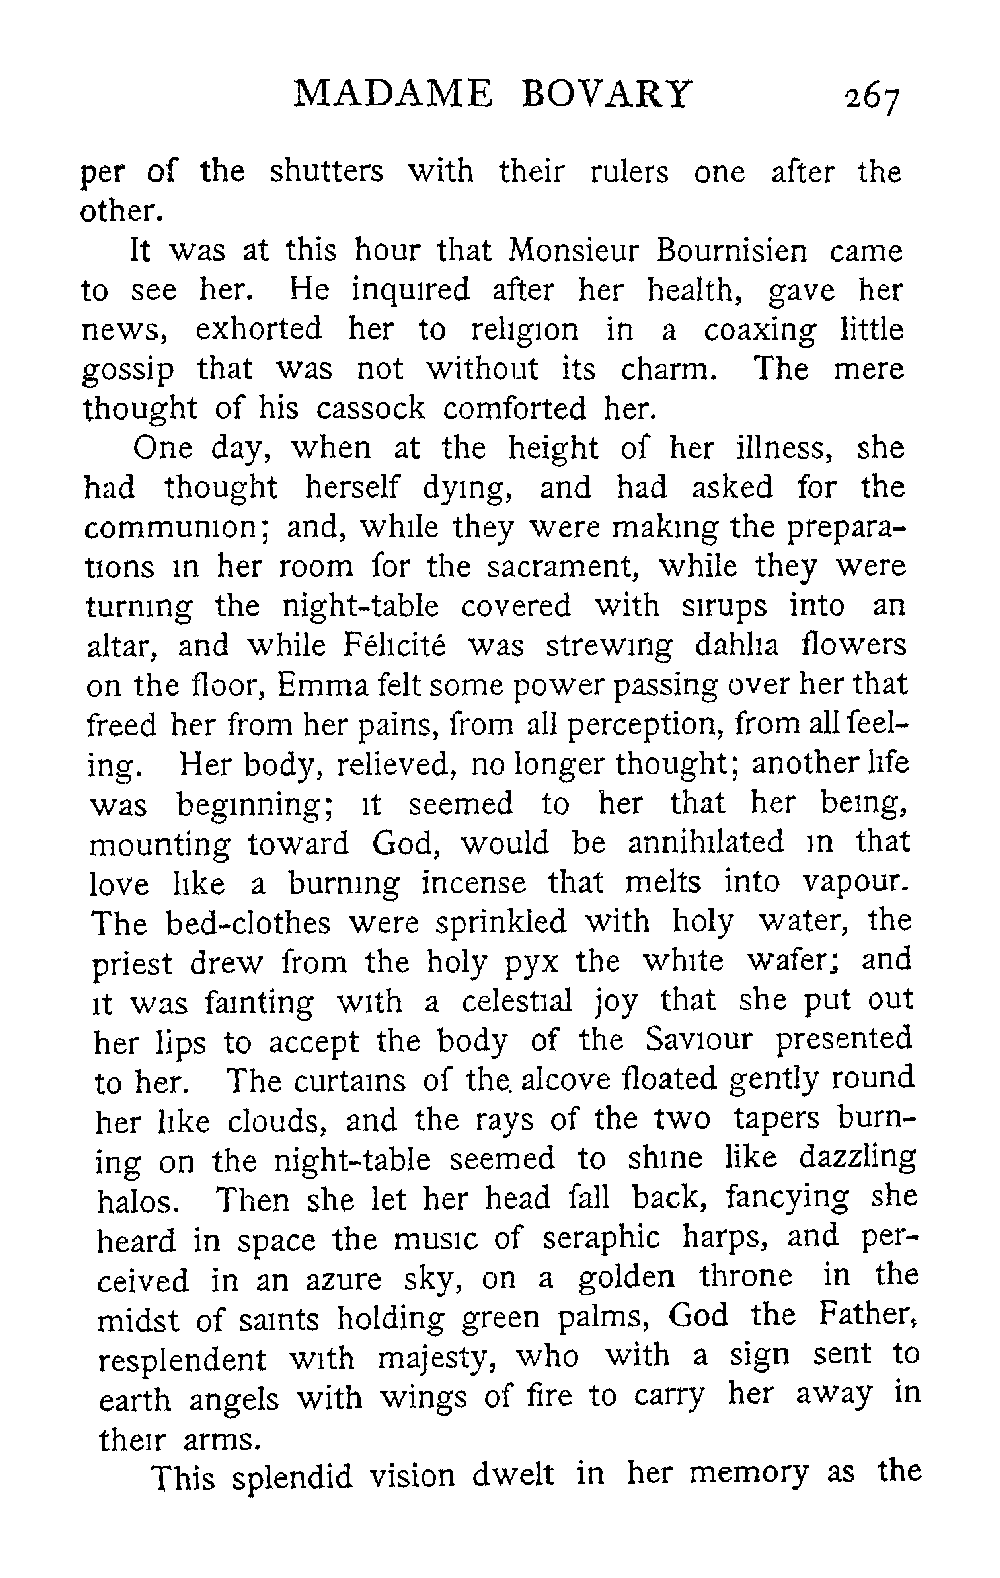 MADAME BOVARY 267
per of the shutters with their rulers one after the
other.
It was at this hour that Monsieur Bournisien came
to see her. He inquired after her health, gave her
news, exhorted her to religion in a coaxing little
gossip that was not without its charm. The mere
thought of his cassock comforted her.
One day, when at the height of her illness, she
had thought herself dying, and had asked for the
communion; and, while they were making the prepara-
tions in her room for the sacrament, while they were
turning the night-table covered with sirups into an
altar, and while Félicité was strewing dahlia flowers
on the floor, Emma felt some power passing over her that
freed her from her pains, from all perception, from all feel-
ing. Her body, relieved, no longer thought; another life
was beginning; it seemed to her that her being,
mounting toward God, would be annihilated in that
love like a burning incense that melts into vapour.
The bed-clothes were sprinkled with holy water, the
priest drew from the holy pyx the white wafer; and
it was fainting with a celestial joy that she put out
her lips to accept the body of the Saviour presented
to her. The curtains of the alcove floated gently round
her like clouds, and the rays of the two tapers burn-
ing on the night-table seemed to shine like dazzling
halos. Then she let her head fall back, fancying she
heard in space the music of seraphic harps, and per-
ceived in an azure sky, on a golden throne in the
midst of saints holding green palms, God the Father,
resplendent with majesty, who with a sign sent to
earth angels with wings of fire to carry her away in
their arms.
This splendid vision dwelt in her memory as the